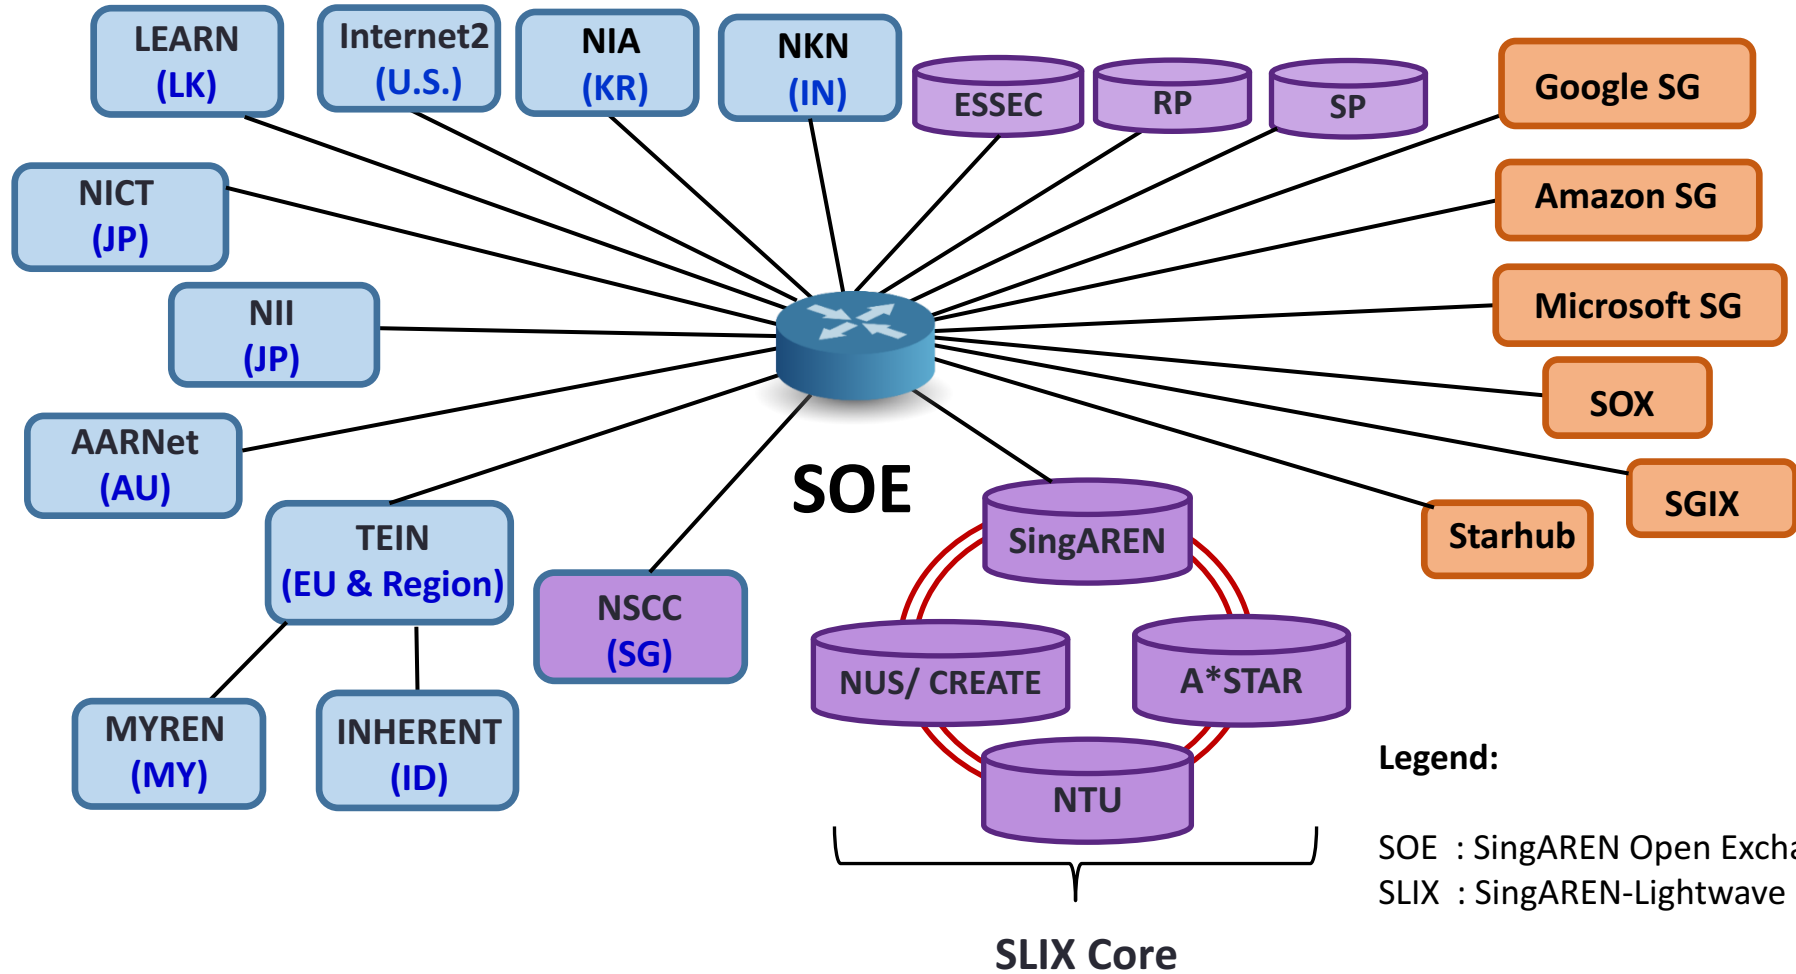 LEARN
(LK)
Internet2
(U.S.)
NIA
(KR)
NKN
(IN)
ESSEC
RP
SP
Google SG
NICT
(JP)
Amazon SG
NII
(JP)
Microsoft SG
SOX
AARNet
(AU)
SOE
SGIX
Starhub
TEIN
(EU & Region)
SingAREN
NSCC
(SG)
NUS/ CREATE
A*STAR
MYREN
(MY)
INHERENT
(ID)
NTU
Legend:
SOE : SingAREN Open
SLIX : SingAREN-Lightwave
SLIX Core